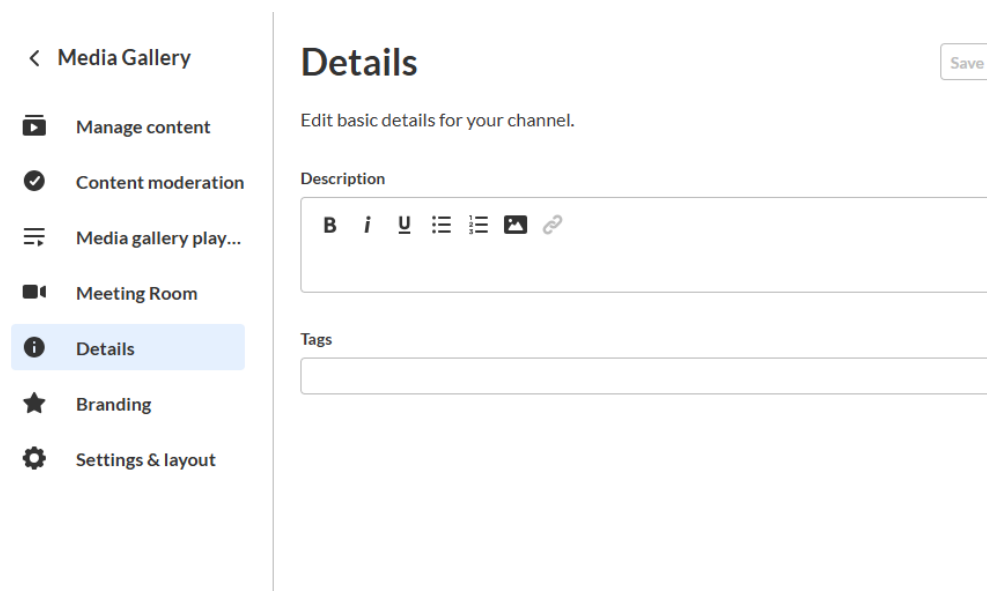 Media Gallery
Manage content
Content moderation
Media gallery play...
Meeting Room
Details
Branding
Settings & layout
Details
Save
Edit basic details for your channel.
Description
B i U
Tags